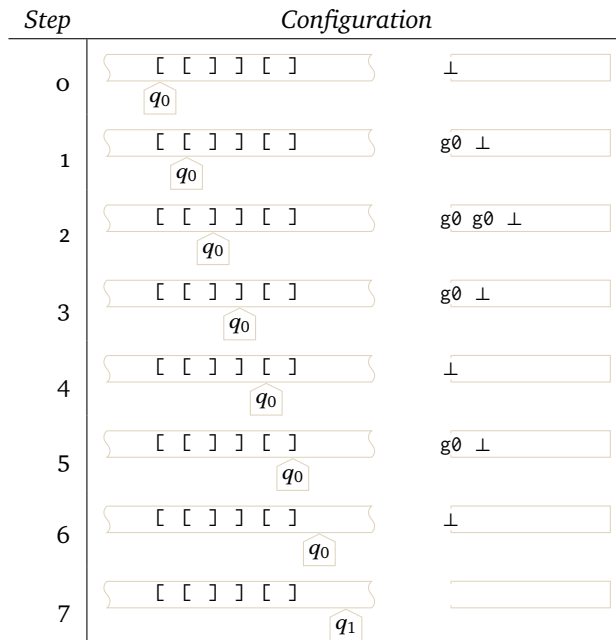 Step Configuration
0 [ [ ] ] [ ] ⊥
q0
1 [ [ ] ] [ ] g0 ⊥
q0
2 [ [ ] ] [ ] g0 g0 ⊥
q0
3 [ [ ] ] [ ] g0 ⊥
q0
4 [ [ ] ] [ ] ⊥
q0
5 [ [ ] ] [ ] g0 ⊥
q0
6 [ [ ] ] [ ] ⊥
q0
7 [ [ ] ] [ ]
q1